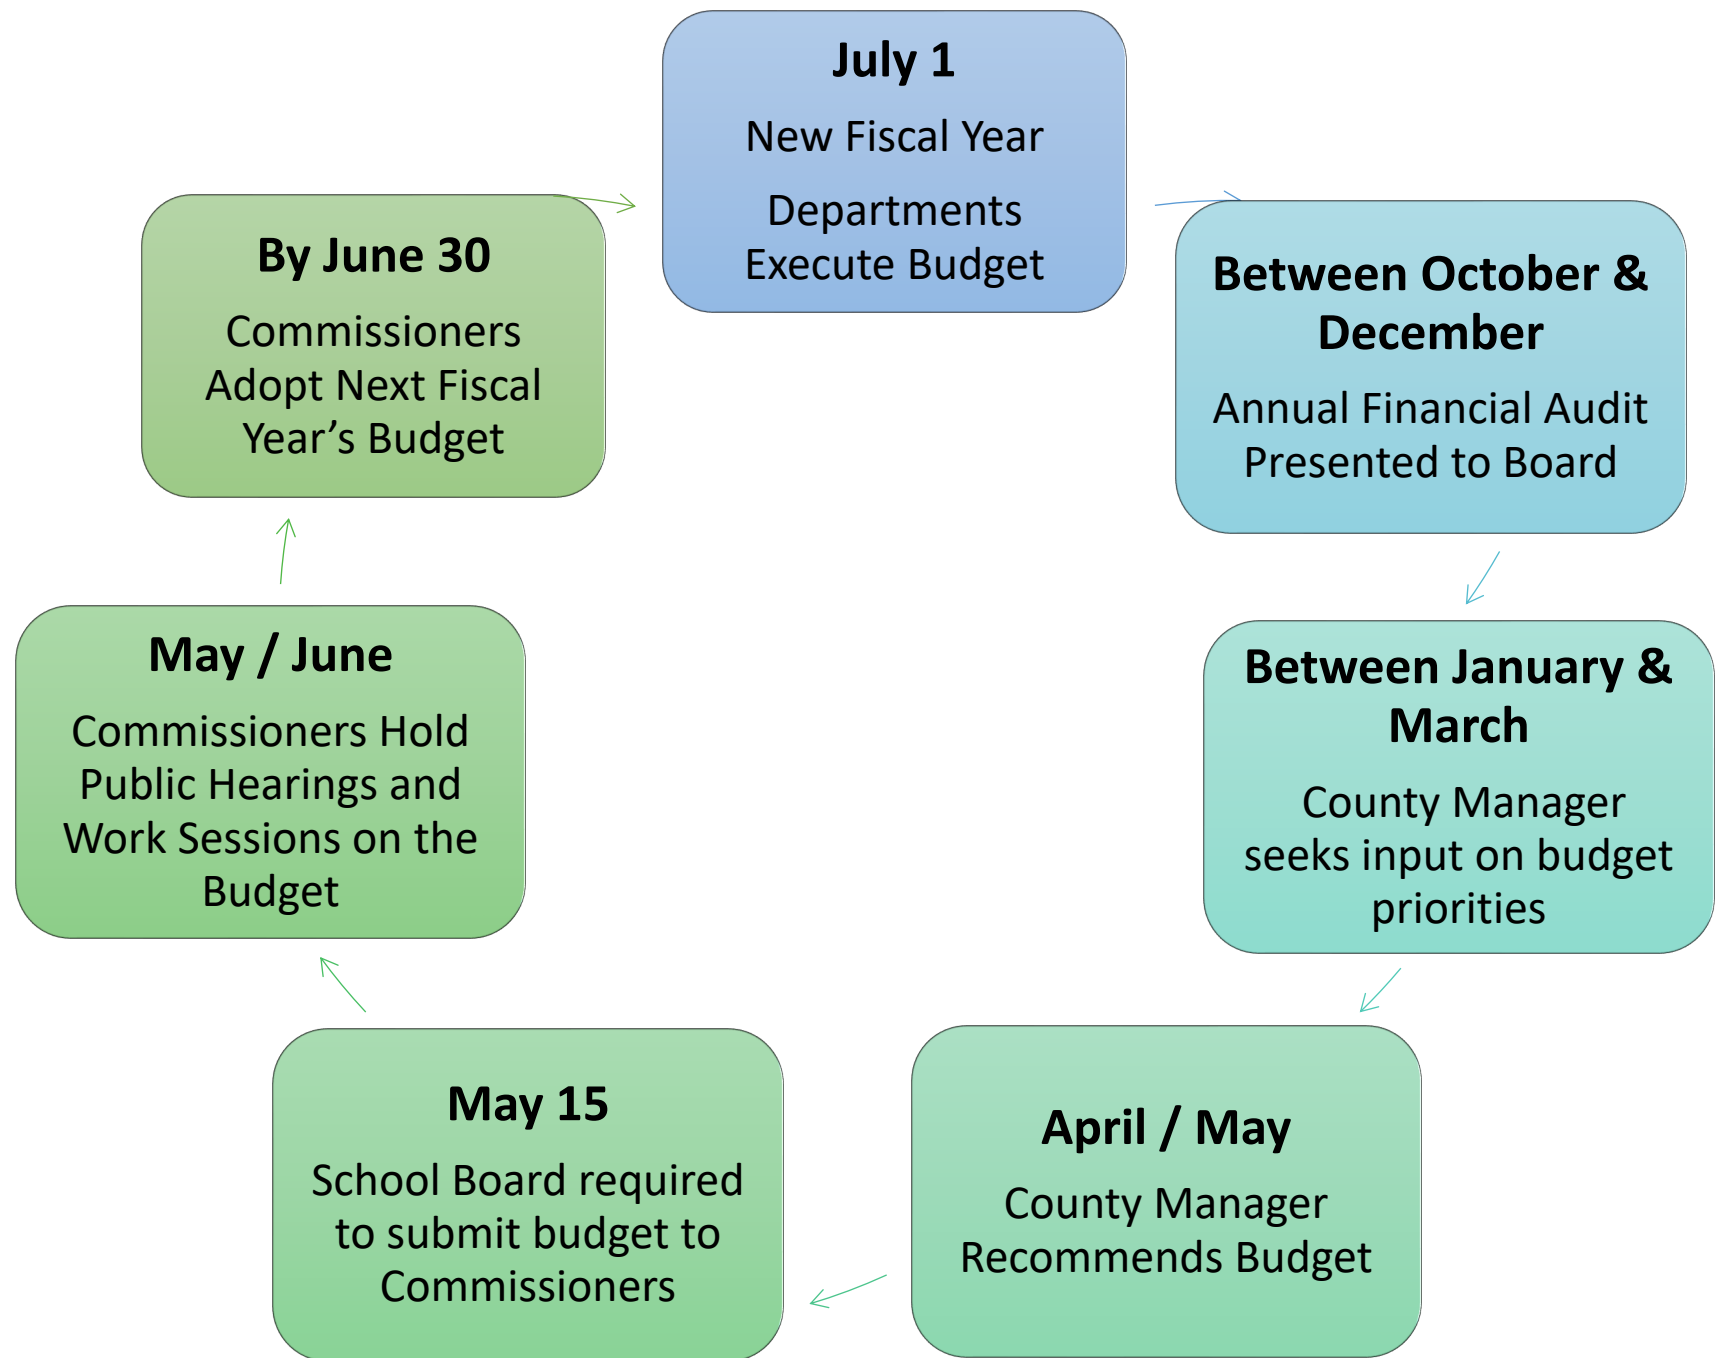 July 1
New Fiscal Year
Departments
Execute Budget
Between October &
December
Annual Financial Audit
Presented to Board
Between January &
March
County Manager
seeks input on budget
priorities
April / May
County Manager
Recommends Budget
May 15
School Board required
to submit budget to
Commissioners
May / June
Commissioners Hold
Public Hearings and
Work Sessions on the
Budget
By June 30
Commissioners
Adopt Next Fiscal
Year’s Budget